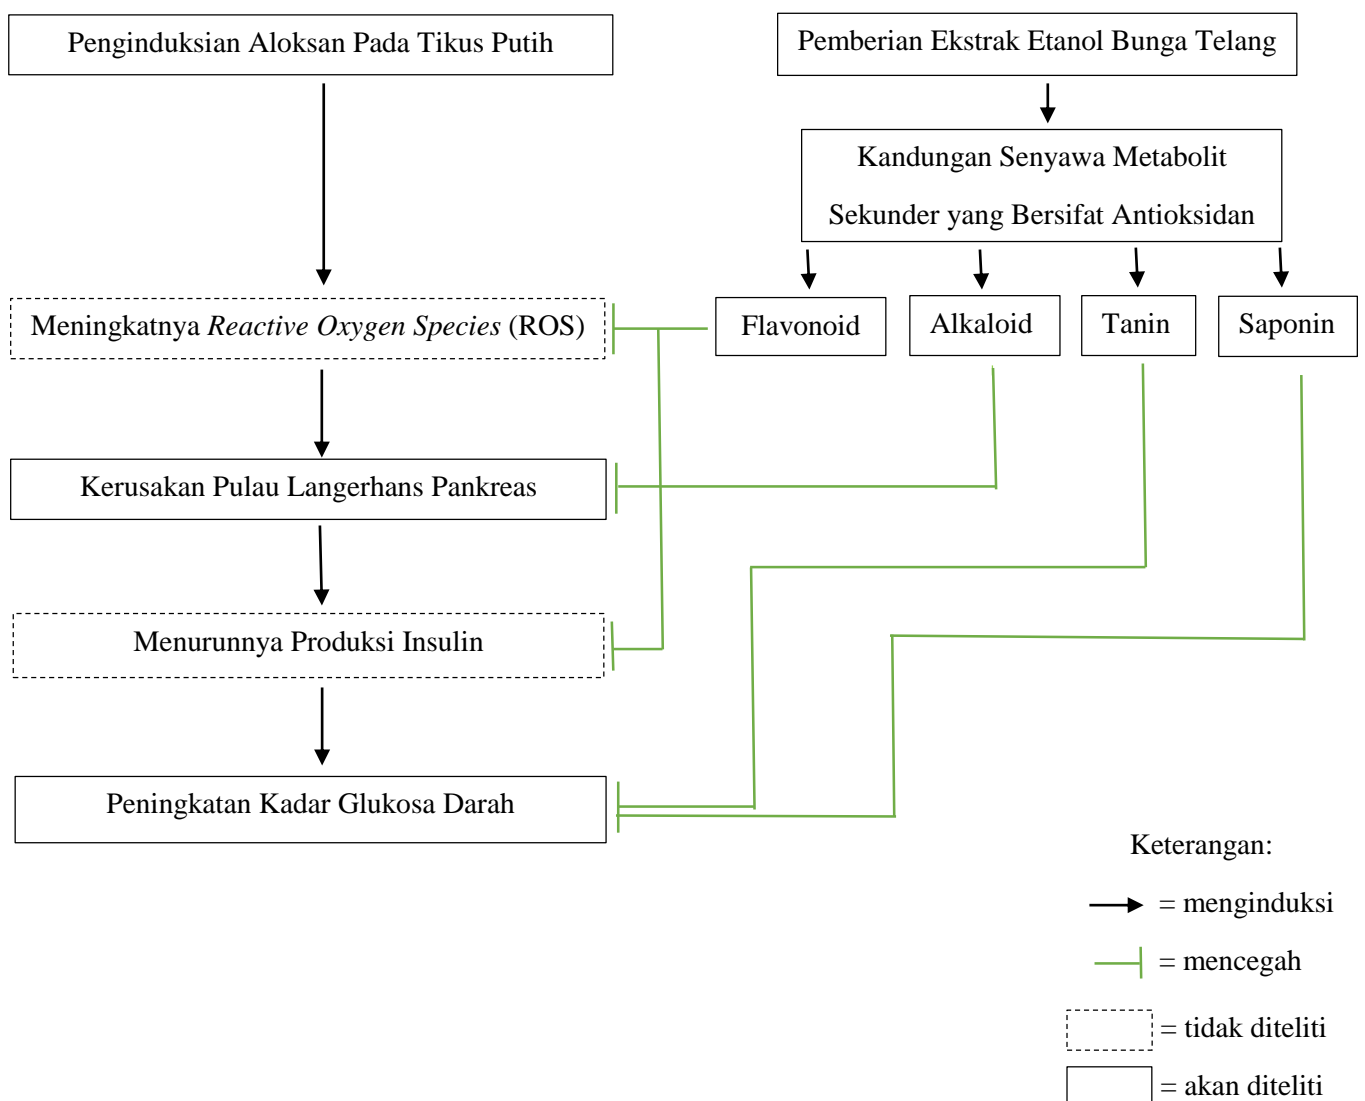 Penginduksian Aloksan Pada Tikus Putih
Pemberian Ekstrak Etanol Bunga Telang
Kandungan Senyawa Metabolit
Sekunder yang Bersifat Antioksidan
Meningkatnya Reactive Oxygen Species (ROS)
Flavonoid
Alkaloid
Tanin
Saponin
Kerusakan Pulau Langerhans Pankreas
Menurunnya Produksi Insulin
Peningkatan Kadar Glukosa Darah
Keterangan:
= menginduksi
= mencegah
= tidak diteliti
= akan diteliti